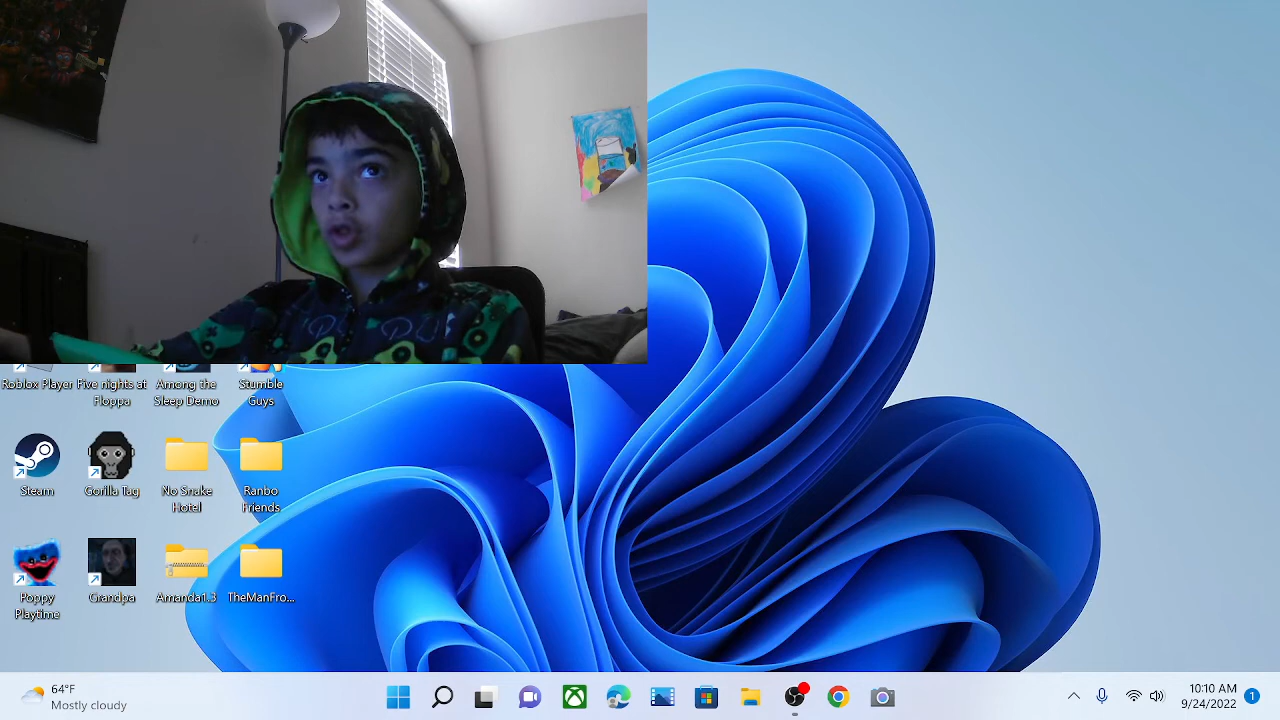 Roblox Player
Five nights at
Floppa
Among the
Sleep Demo
Stumble
Guys
Steam
Gorilla Tag
No Snake
Hotel
Ranbo
Friends
Poppy
Playtime
Grandpa
Amanda1.3
TheManFro...
64°F
Mostly cloudy
10:10 AM
9/24/2022
1